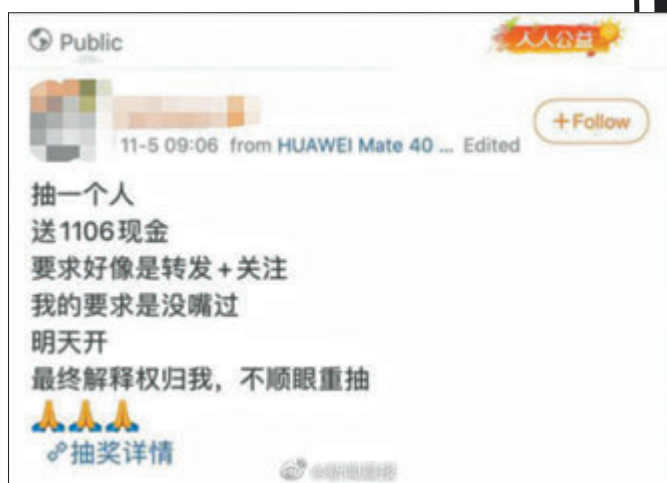 Public
人人公益
11-5 09:06 from HUAWEI Mate 40 ... Edited
+Follow
抽一个人
送1106现金
要求好像是转发+关注
我的要求是没嘴过
明天开
最终解释权归我，不顺眼重抽
🙏🙏🙏
抽奖详情